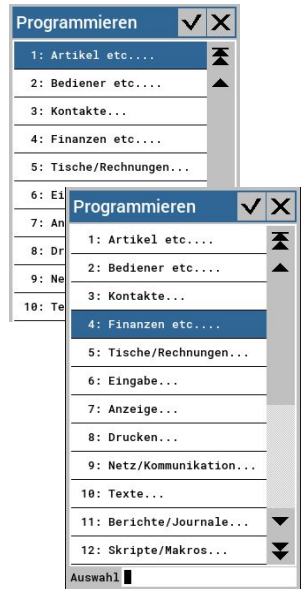 Programmieren
1: Artikel etc....
2: Bediener etc....
3: Kontakte...
4: Finanzen etc....
5: Tische/Rechnungen...
6: Ei
7: An
8: Dr
9: Ne
10: Te
Programmieren
1: Artikel etc....
2: Bediener etc....
3: Kontakte...
4: Finanzen etc....
5: Tische/Rechnungen...
6: Eingabe...
7: Anzeige...
8: Drucken...
9: Netz/Kommunikation...
10: Texte...
11: Berichte/Journale...
12: Skripte/Makros...
Auswahl